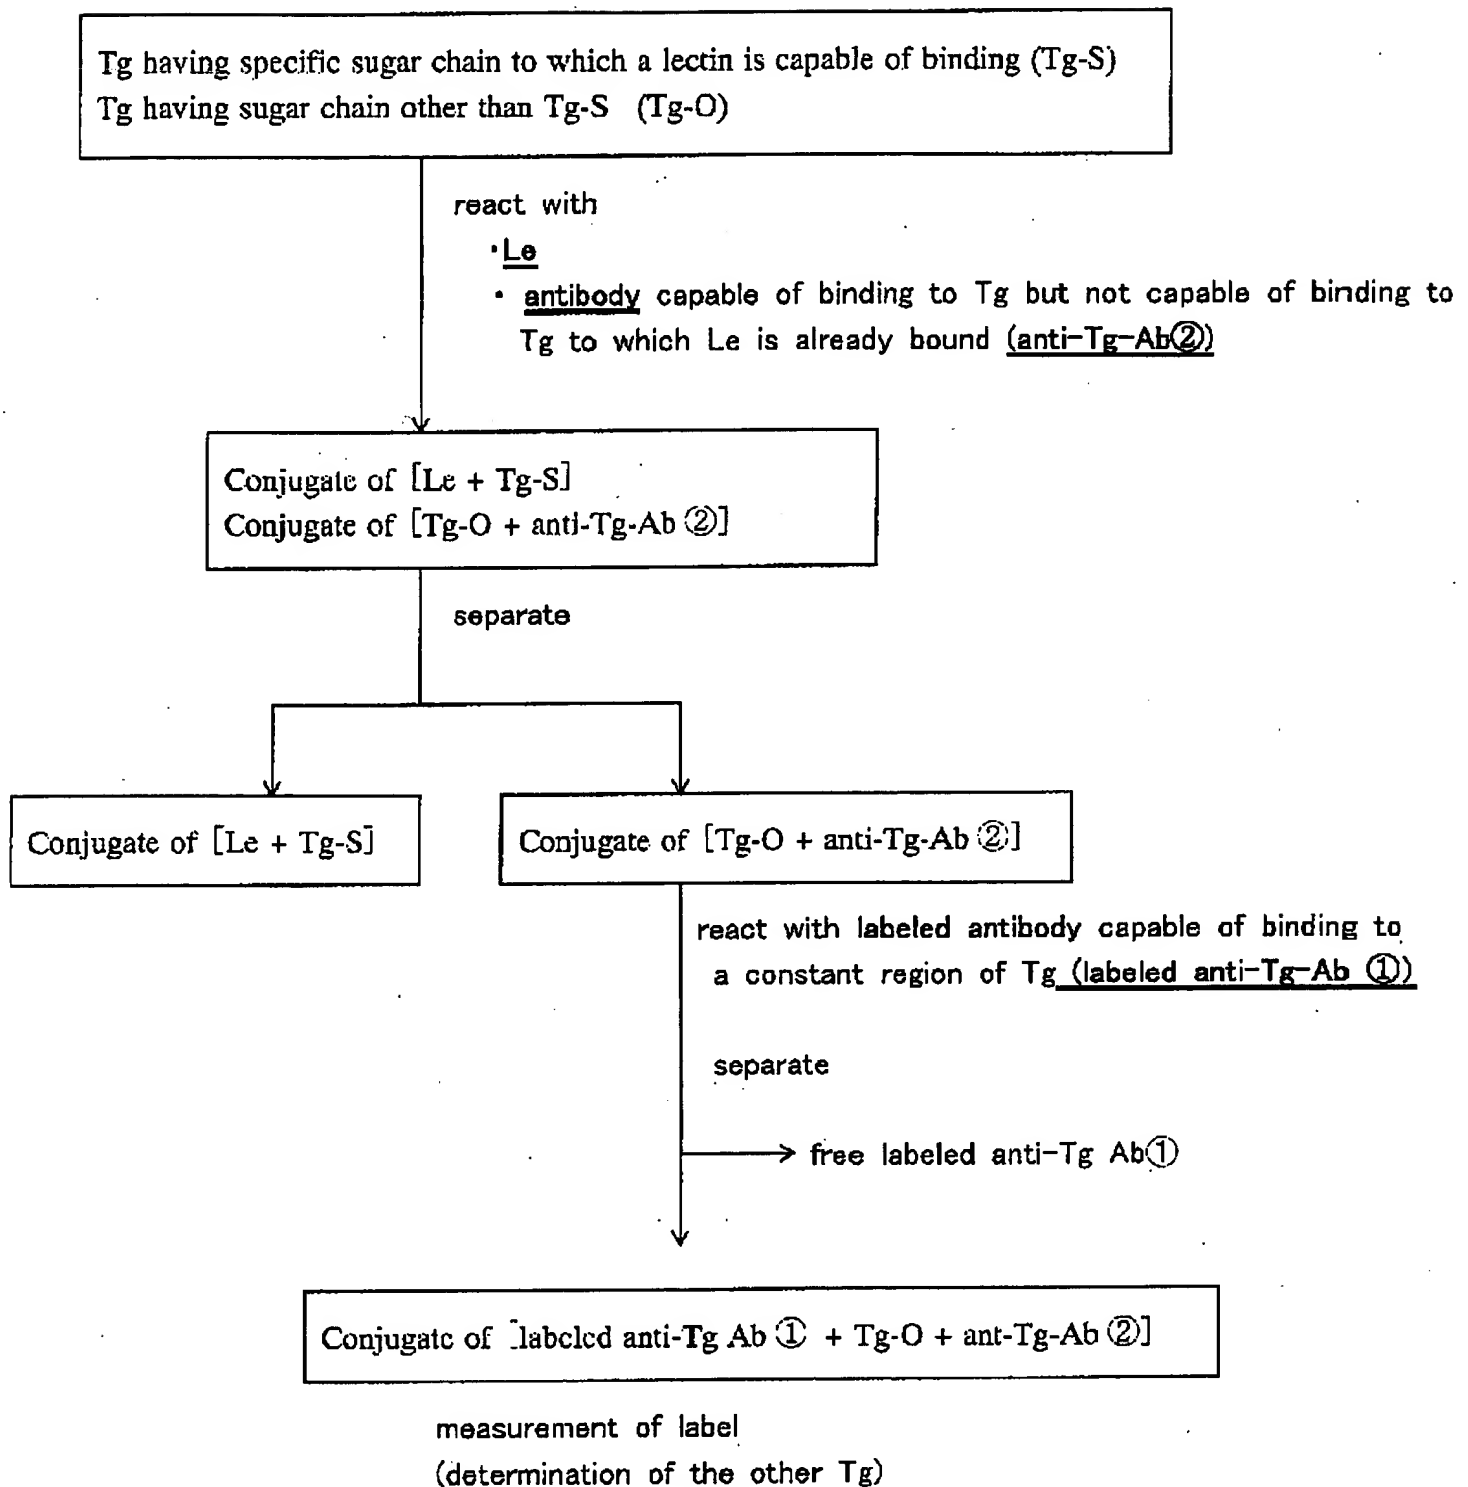 Tg having specific sugar chain to which a lectin is capable of binding (Tg-S)
Tg having sugar chain other than Tg-S (Tg-O)
react with
・Le
・ antibody capable of binding to Tg but not capable of binding to
Tg to which Le is already bound (anti-Tg-Ab②)
Conjugate of [Le + Tg-S]
Conjugate of [Tg-O + anti-Tg-Ab ②]
separate
Conjugate of [Le + Tg-S]
Conjugate of [Tg-O + anti-Tg-Ab ②]
react with labeled antibody capable of binding to
a constant region of Tg (labeled anti-Tg-Ab ①)
separate
free labeled anti-Tg Ab①
Conjugate of [labeled anti-Tg Ab ① + Tg-O + ant-Tg-Ab ②]
measurement of label
(determination of the other Tg)